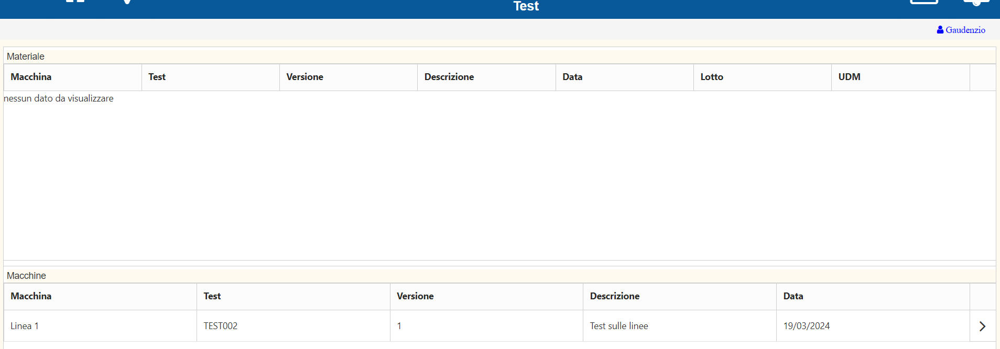 Test
Gaudenzio
Materiale
Macchina Test Versione Descrizione Data Lotto UDM
nessun dato da visualizzare
Macchine
Macchina Test Versione Descrizione Data
Linea 1 TEST002 1 Test sulle linee 19/03/2024